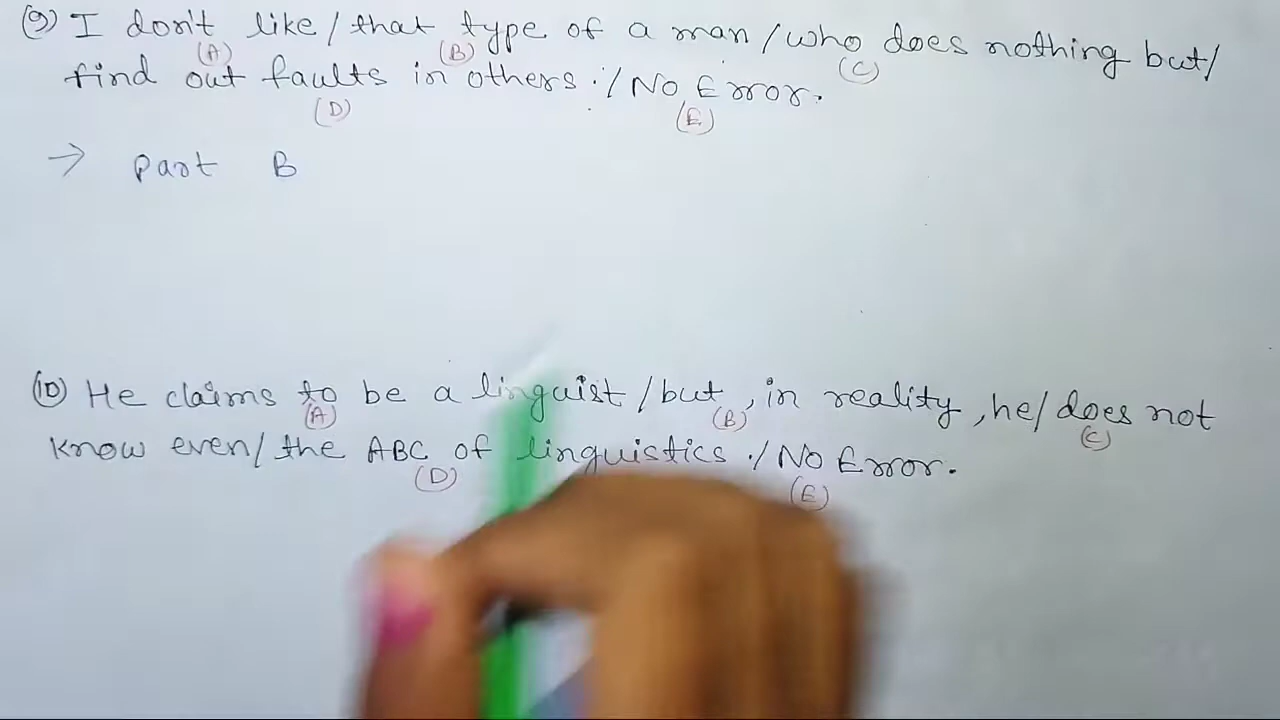 (9) I don't like / that type of a man / who does nothing but /
(A) (B) (C)
find out faults in others. / No Error.
(D) (E)
→ Part B
(10) He claims to be a linguist / but, in reality, he / does not
(A) (B) (C)
know even / the ABC of linguistics. / No Error.
(D) (E)